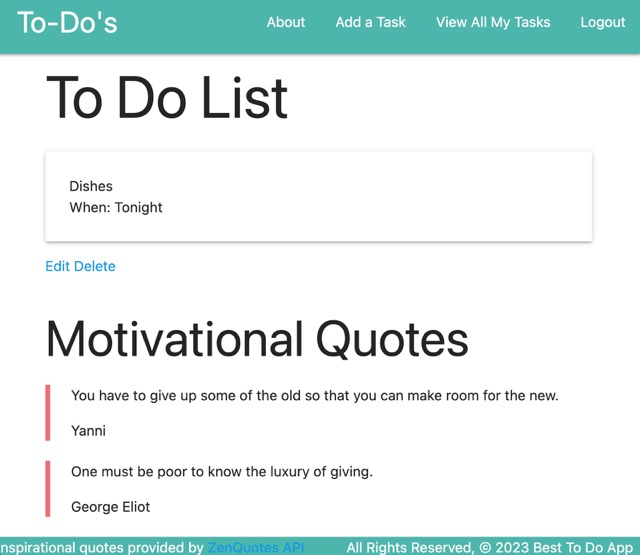 To-Do's About Add a Task View All My Tasks Logout
To Do List
Dishes
When: Tonight
Edit Delete
Motivational Quotes
You have to give up some of the old so that you can make room for the new.
Yanni
One must be poor to know the luxury of giving.
George Eliot
nspirational quotes provided by ZenQuotes API All Rights Reserved, © 2023 Best To Do App